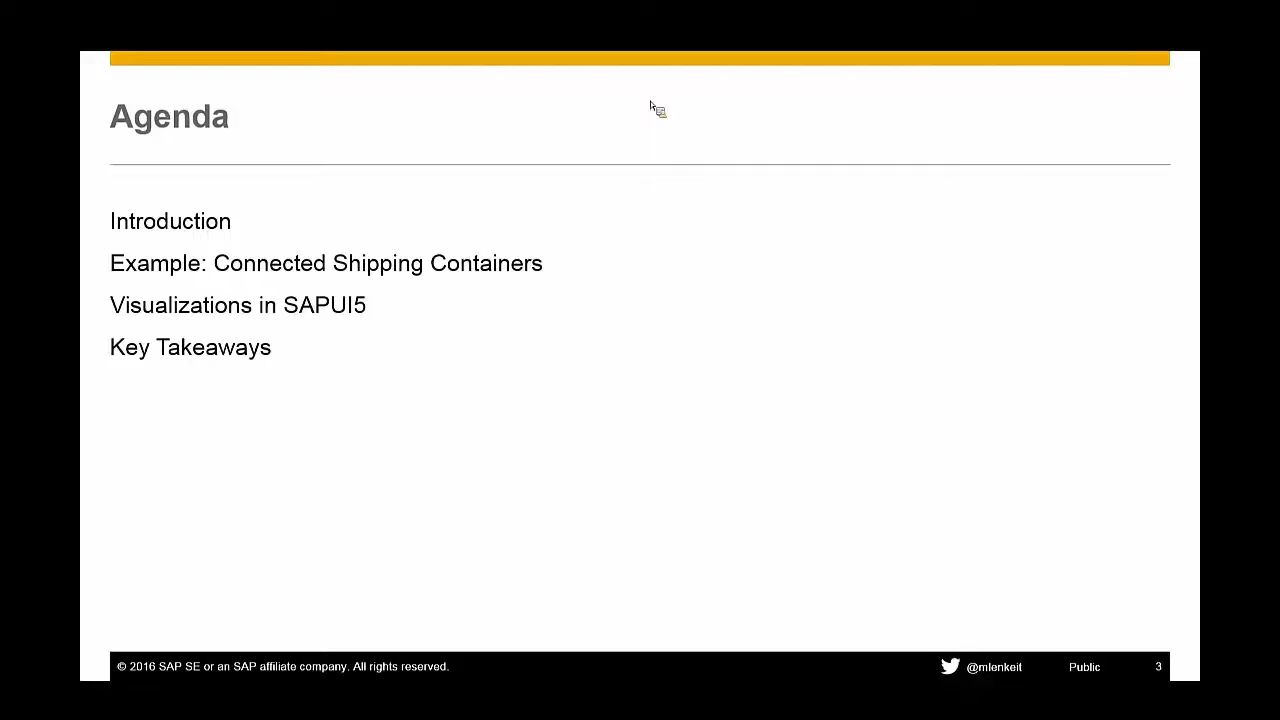 Agenda
Introduction
Example: Connected Shipping Containers
Visualizations in SAPUI5
Key Takeaways
© 2016 SAP SE or an SAP affiliate company. All rights reserved.
@mlenkeit
Public
3